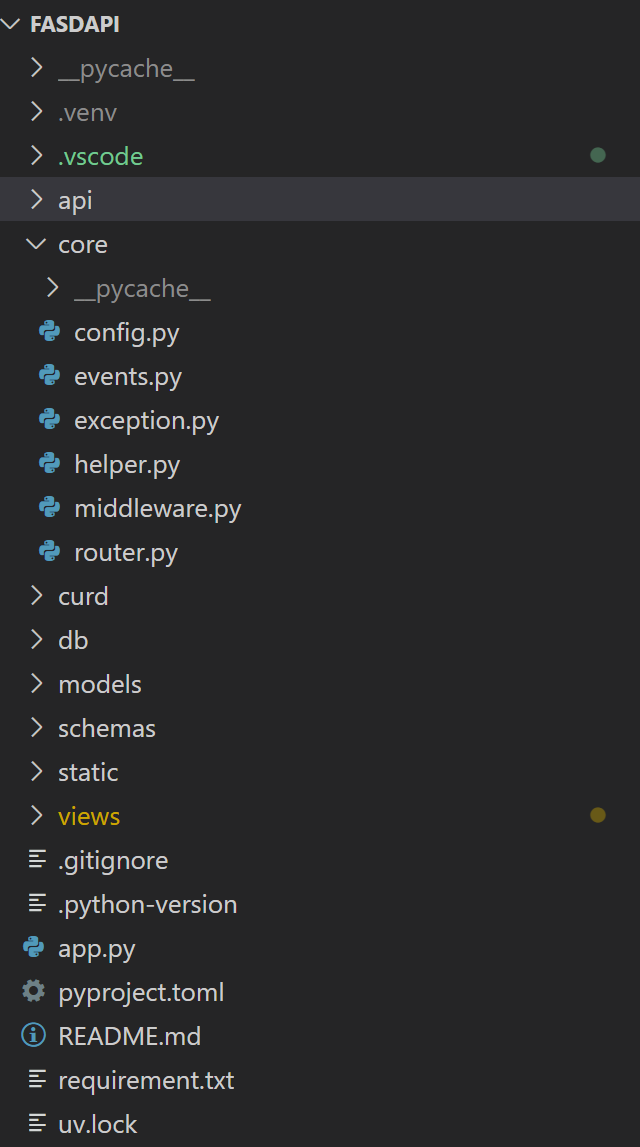 FASDAPI
__pycache__
.venv
.vscode
api
core
__pycache__
config.py
events.py
exception.py
helper.py
middleware.py
router.py
curd
db
models
schemas
static
views
.gitignore
.python-version
app.py
pyproject.toml
README.md
requirement.txt
uv.lock